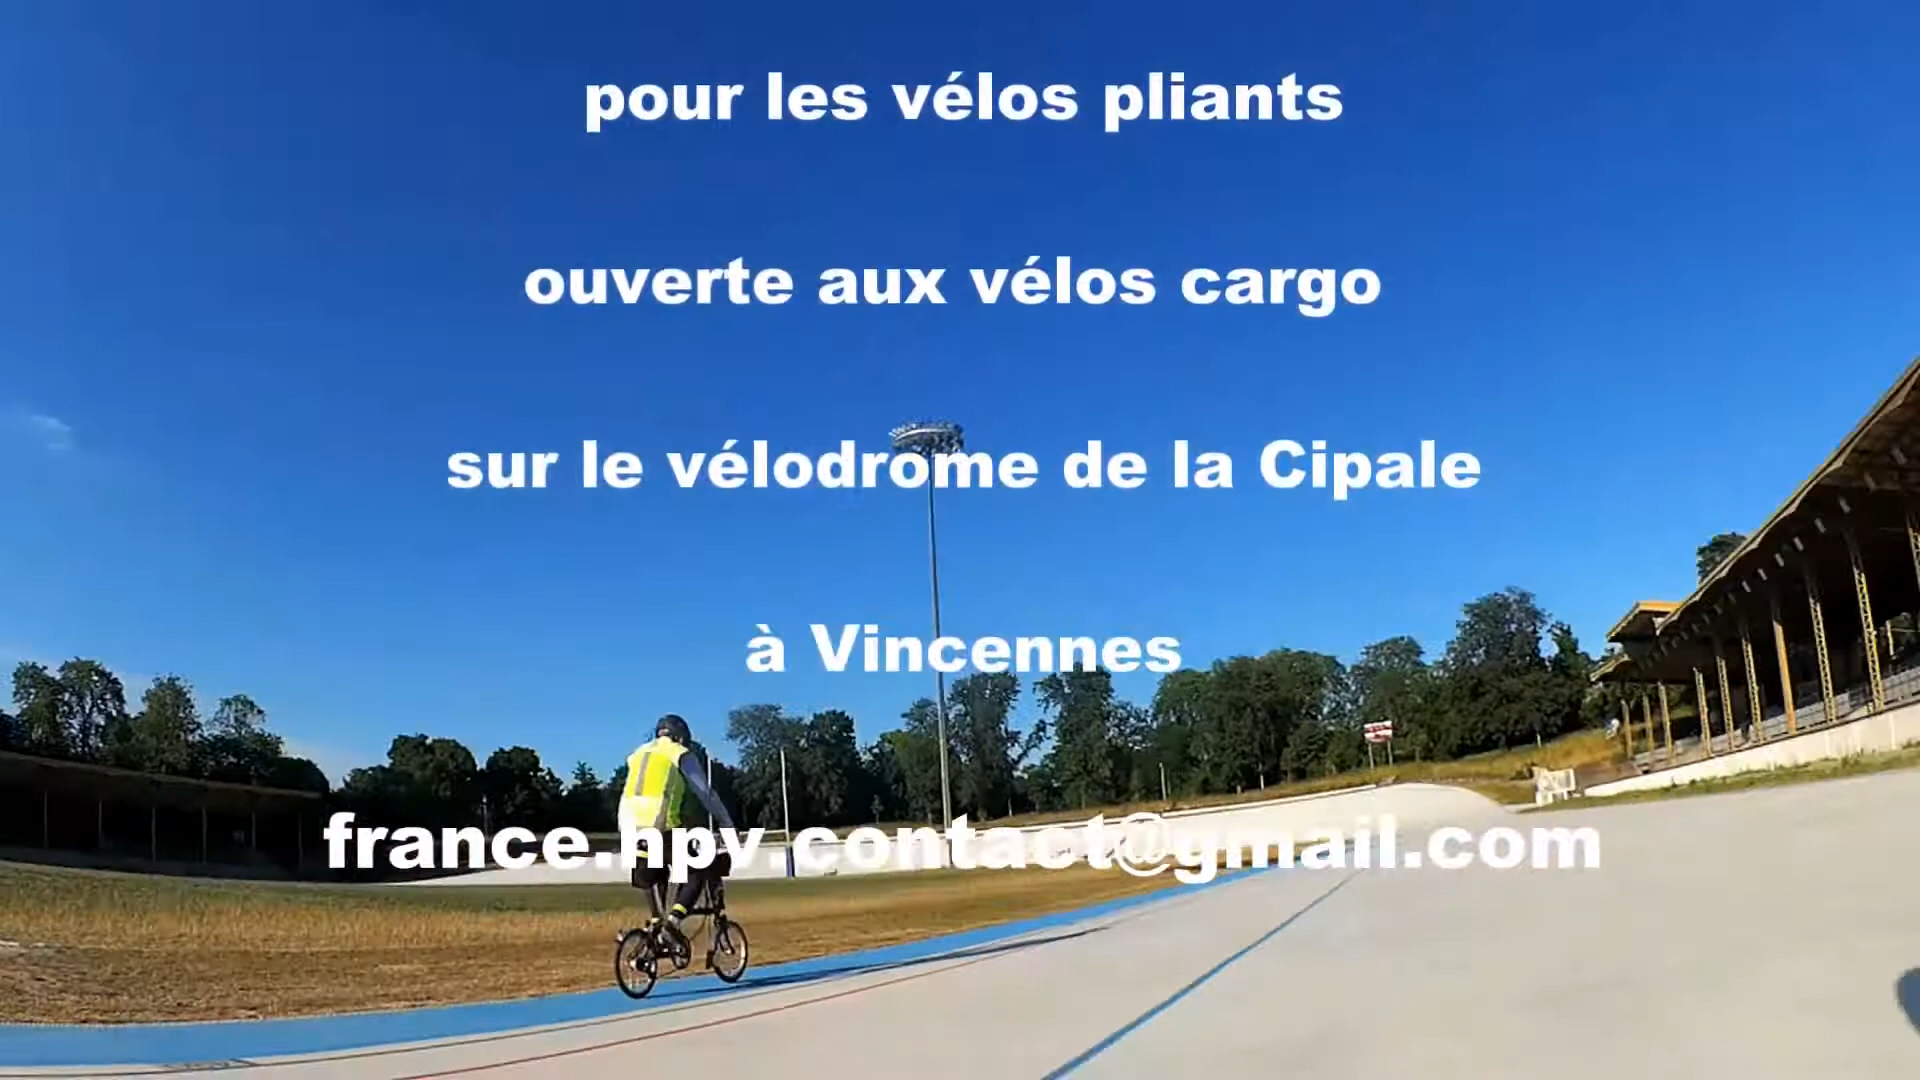 pour les vélos pliants
ouverte aux vélos cargo
sur le vélodrome de la Cipale
à Vincennes
france.hpv.contact@gmail.com